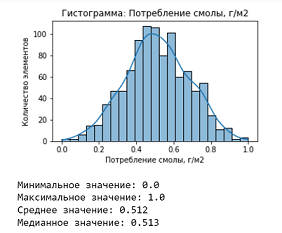 Гистограмма: Потребление смолы, г/м2
Количество элементов
100
80
60
40
20
0
0.0 0.2 0.4 0.6 0.8 1.0
Потребление смолы, г/м2
Минимальное значение: 0.0
Максимальное значение: 1.0
Среднее значение: 0.512
Медианное значение: 0.513